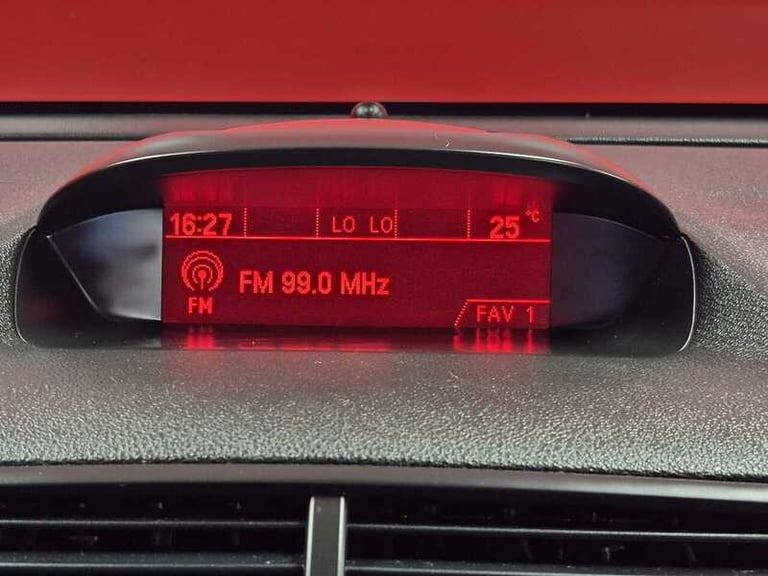 16:27 LO LO 25 °C
FM 99.0 MHz
FM
FAV 1